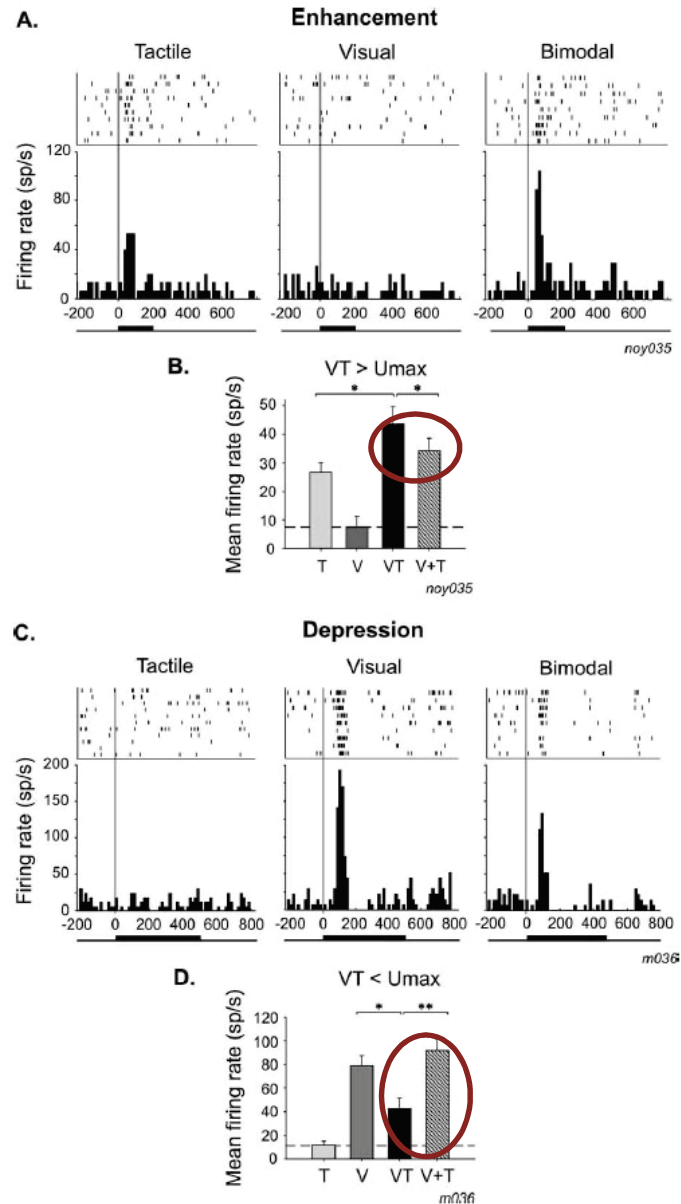 A.
Enhancement
Tactile Visual Bimodal
Firing rate (sp/s)
120
80
40
0
-200 0 200 400 600 -200 0 200 400 600 -200 0 200 400 600
noy035
B.
VT > Umax
* *
Mean firing rate (sp/s)
50
40
30
20
10
0
T V VT V+T
noy035
C.
Depression
Tactile Visual Bimodal
Firing rate (sp/s)
200
150
100
50
0
-200 0 200 400 600 800 -200 0 200 400 600 800 -200 0 200 400 600 800
m036
D.
VT < Umax
* **
Mean firing rate (sp/s)
120
100
80
60
40
20
0
T V VT V+T
m036